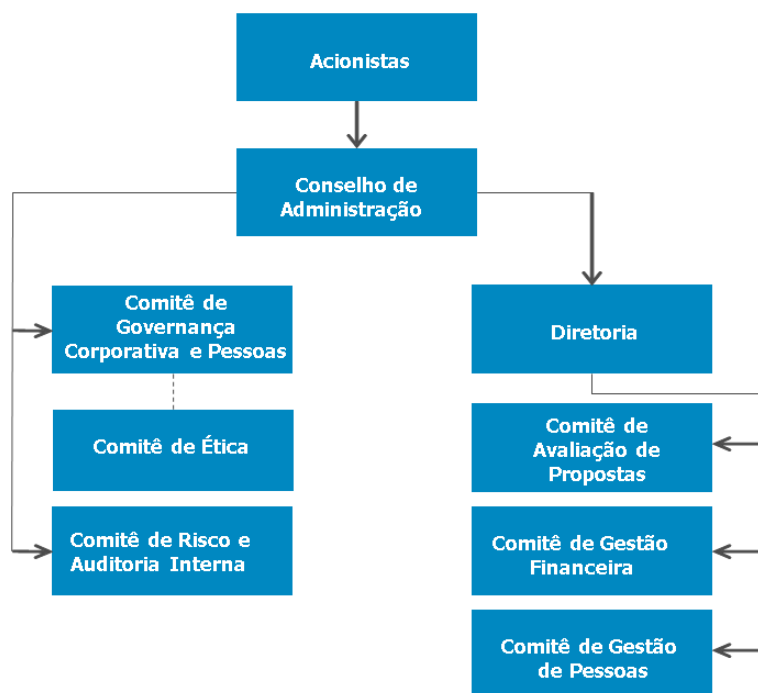 Acionistas
Conselho de
Administração
Comitê de
Governança
Corporativa e Pessoas
Comitê de Ética
Comitê de Risco e
Auditoria Interna
Diretoria
Comitê de
Avaliação de
Propostas
Comitê de Gestão
Financeira
Comitê de Gestão
de Pessoas